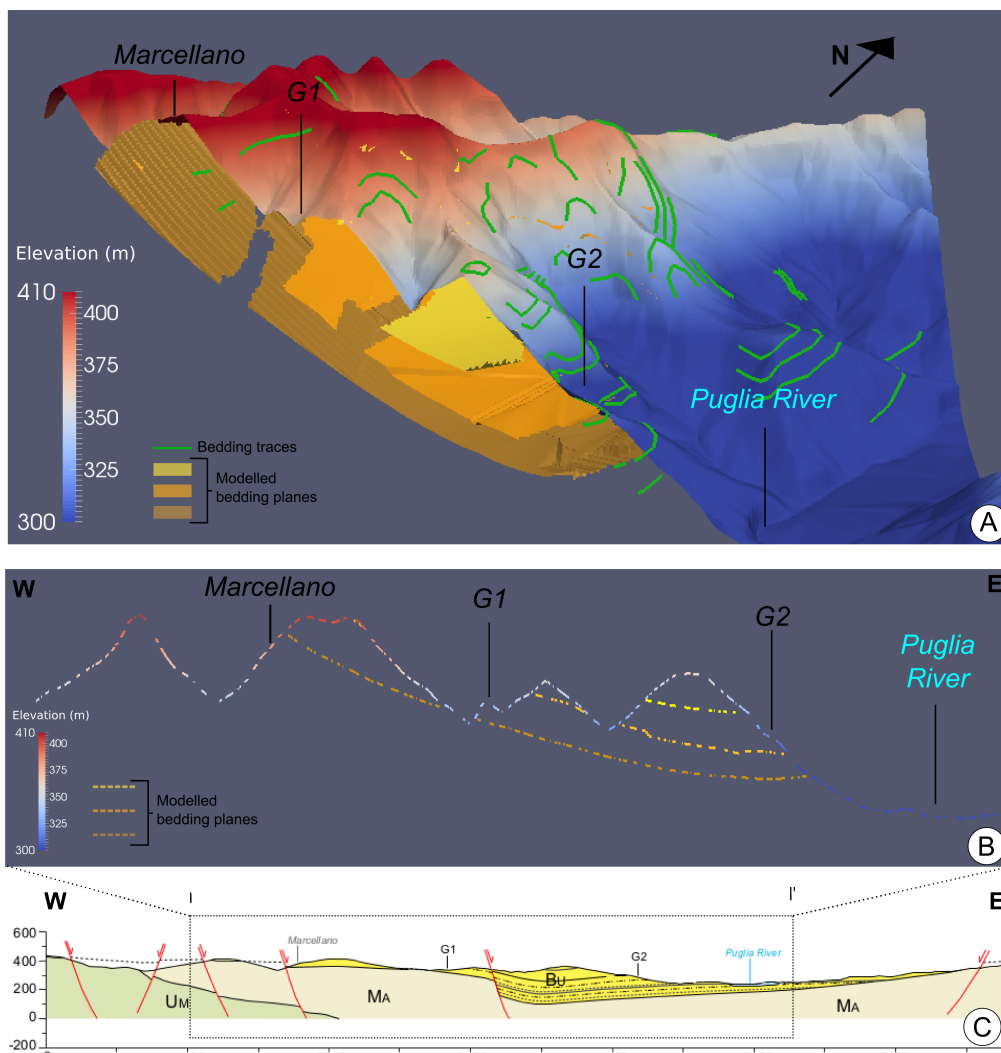 Marcellano
N
G1
Elevation (m)
410
400
375
350
325
300
G2
Puglia River
Bedding traces
Modelled
bedding planes
A
W
E
Marcellano
G1
G2
Puglia
River
Elevation (m)
410
400
375
350
325
300
Modelled
bedding planes
B
W
I
I'
E
600
400
200
0
-200
Marcellano
G1
G2
Puglia River
UM
MA
BU
MA
C